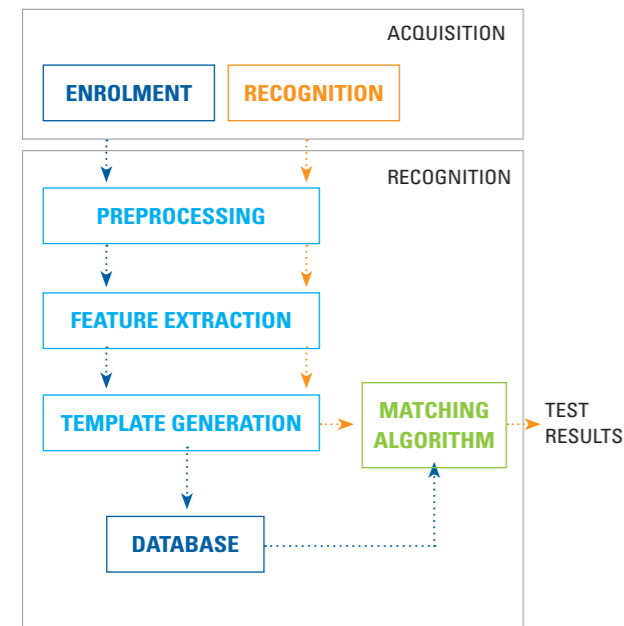 ACQUISITION
ENROLMENT
RECOGNITION
RECOGNITION
PREPROCESSING
FEATURE EXTRACTION
TEMPLATE GENERATION
MATCHING
ALGORITHM
TEST
RESULTS
DATABASE